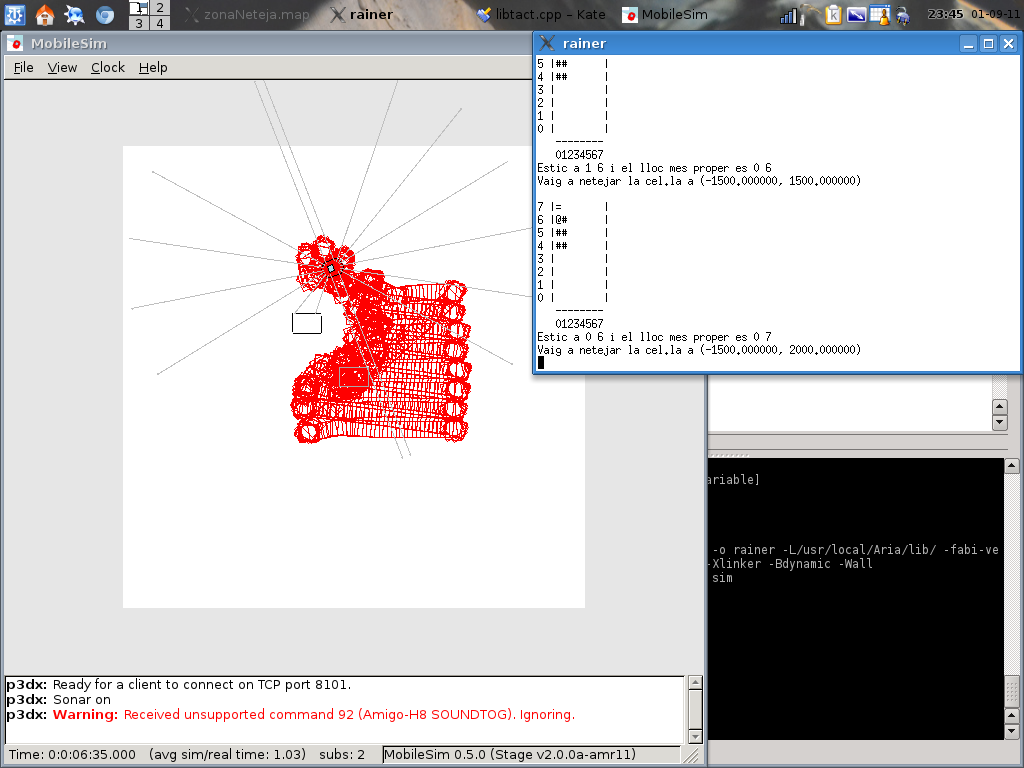 1 2
3 4
zonaNeteja.map
rainer
libtact.cpp – Kate
MobileSim
23:45 01-09-11
MobileSim
File View Clock Help
rainer
5 |## |
4 |## |
3 | |
2 | |
1 | |
0 | |
--------
01234567
Estic a 1 6 i el lloc mes proper es 0 6
Vaig a netejar la cel.la a (-1500.000000, 1500.000000)
7 |= |
6 |@# |
5 |## |
4 |## |
3 | |
2 | |
1 | |
0 | |
--------
01234567
Estic a 0 6 i el lloc mes proper es 0 7
Vaig a netejar la cel.la a (-1500.000000, 2000.000000)
ariable]
-o rainer -L/usr/local/Aria/lib/ -fabi-ve
-Xlinker -Bdynamic -Wall
sim
p3dx: Ready for a client to connect on TCP port 8101.
p3dx: Sonar on
p3dx: Warning: Received unsupported command 92 (Amigo-H8 SOUNDTOG). Ignoring.
Time: 0:0:06:35.000 (avg sim/real time: 1.03) subs: 2 MobileSim 0.5.0 (Stage v2.0.0a-amr11)